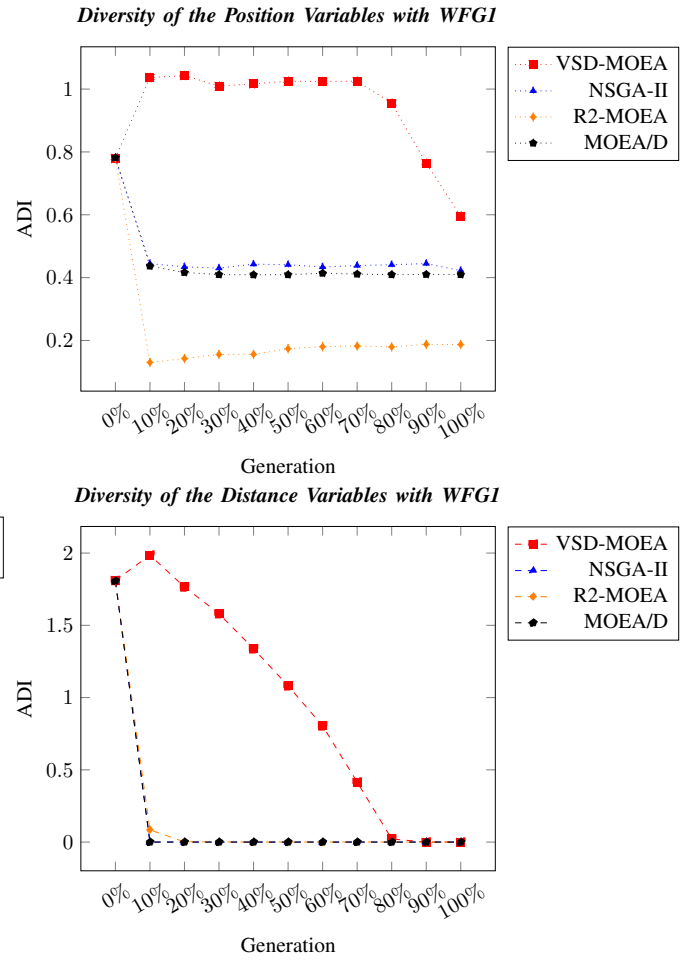 Diversity of the Position Variables with WFG1
VSD-MOEA
NSGA-II
R2-MOEA
MOEA/D
1
0.8
0.6
0.4
0.2
ADI
0% 10% 20% 30% 40% 50% 60% 70% 80% 90% 100%
Generation
Diversity of the Distance Variables with WFG1
VSD-MOEA
NSGA-II
R2-MOEA
MOEA/D
2
1.5
1
0.5
0
ADI
0% 10% 20% 30% 40% 50% 60% 70% 80% 90% 100%
Generation